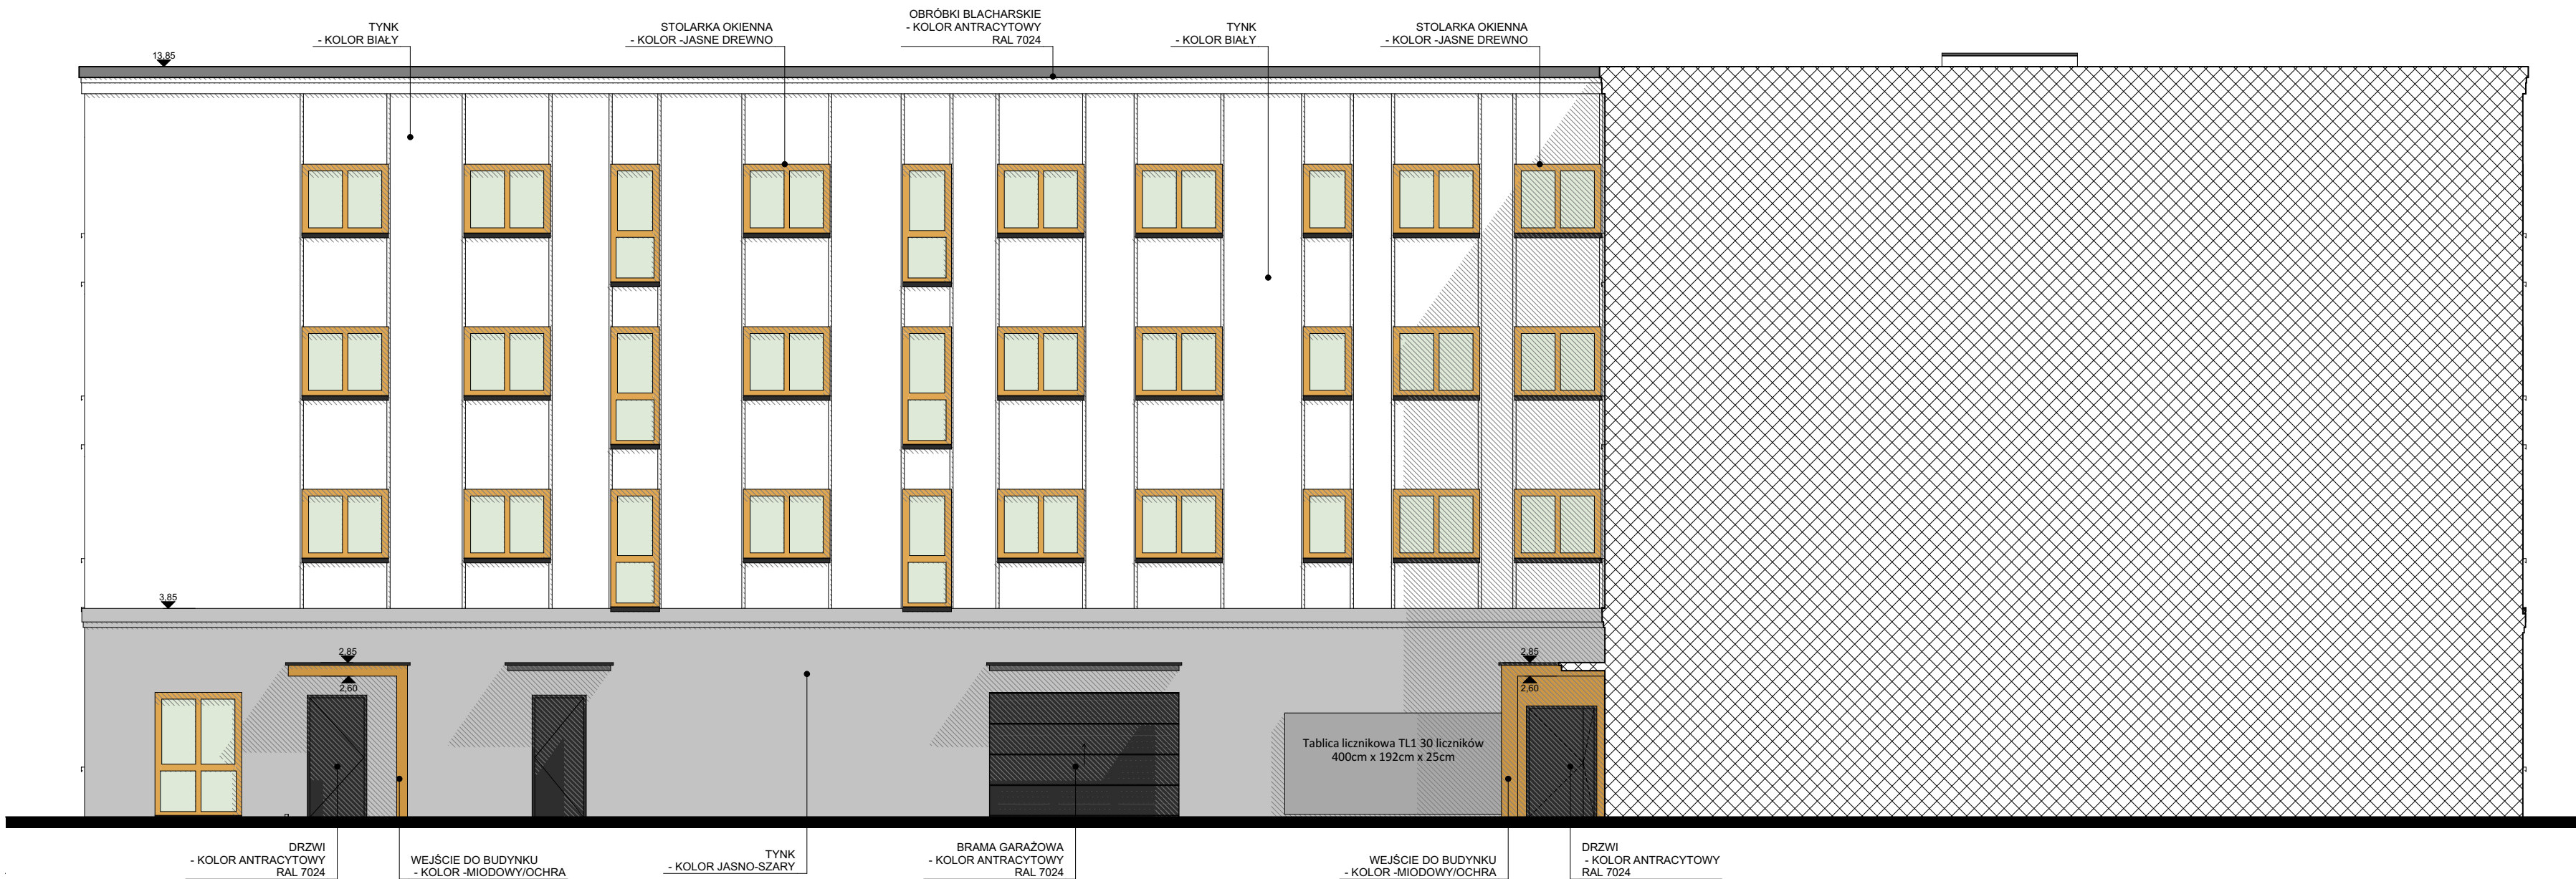 TYNK
- KOLOR BIAŁY
STOLARKA OKIENNA
- KOLOR -JASNE DREWNO
OBRÓBKI BLACHARSKIE
- KOLOR ANTRACYTOWY
RAL 7024
TYNK
- KOLOR BIAŁY
STOLARKA OKIENNA
- KOLOR -JASNE DREWNO
13,85
3,85
2,85
2,60
2,85
2,60
Tablica licznikowa TL1 30 liczników
400cm x 192cm x 25cm
DRZWI
- KOLOR ANTRACYTOWY
RAL 7024
WEJŚCIE DO BUDYNKU
- KOLOR -MIODOWY/OCHRA
TYNK
- KOLOR JASNO-SZARY
BRAMA GARAŻOWA
- KOLOR ANTRACYTOWY
RAL 7024
WEJŚCIE DO BUDYNKU
- KOLOR -MIODOWY/OCHRA
DRZWI
- KOLOR ANTRACYTOWY
RAL 7024